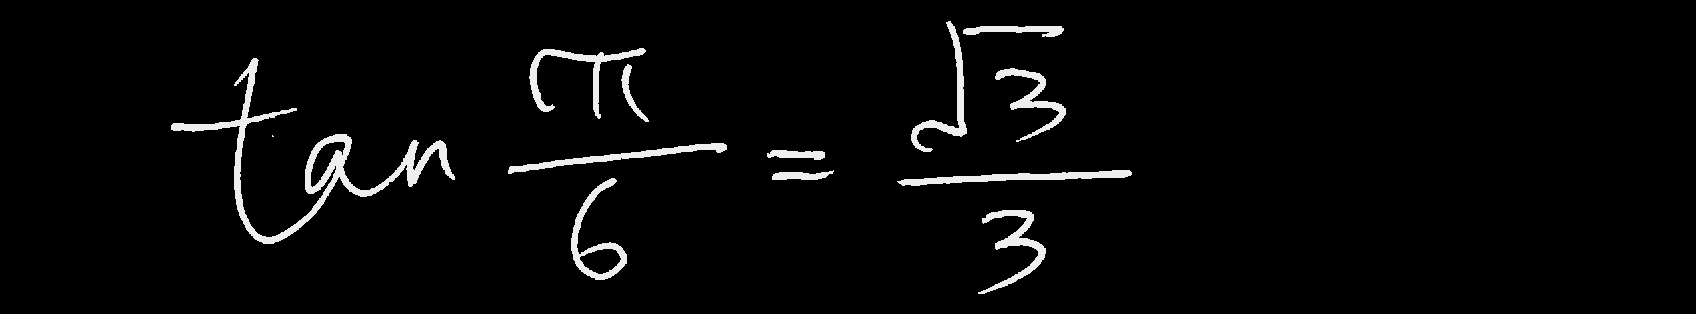 tan π/6 = √3/3